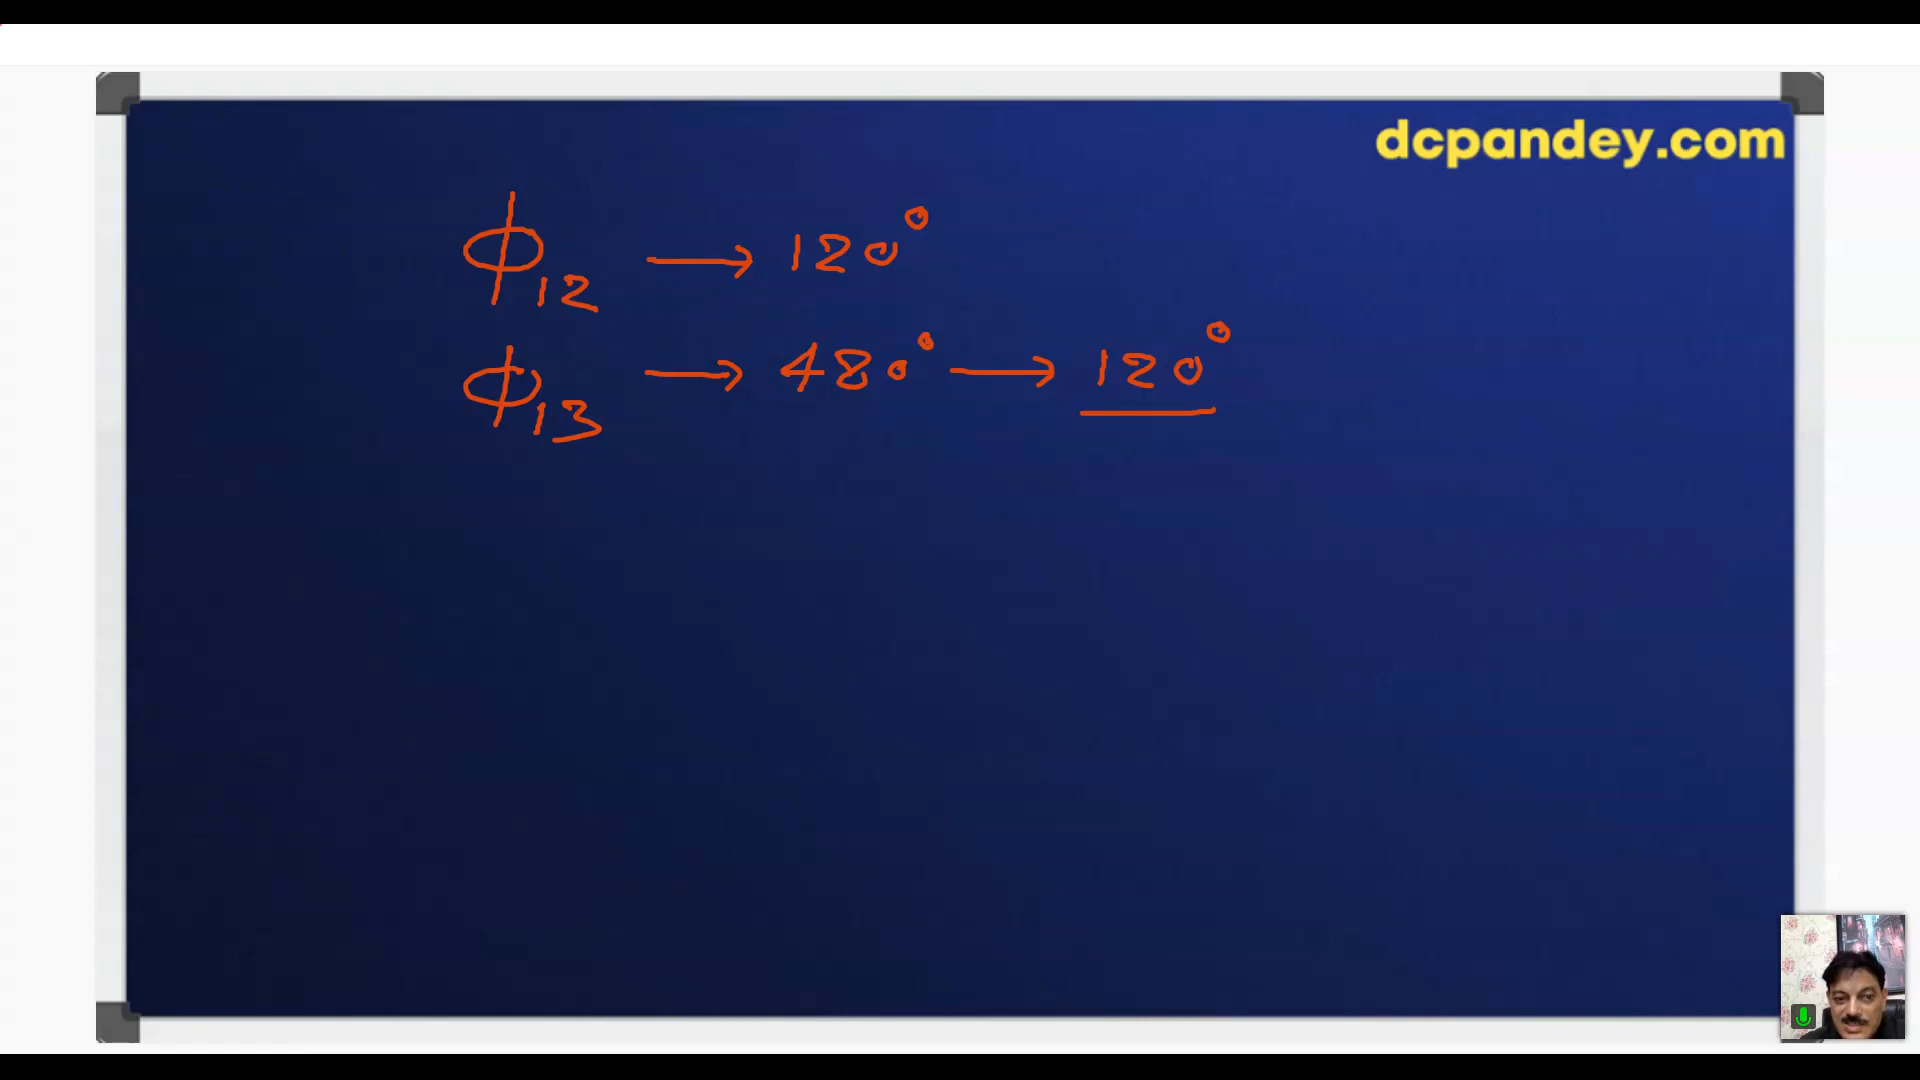 dcpandey.com
ϕ₁₂ → 120°
ϕ₁₃ → 480° → 120°